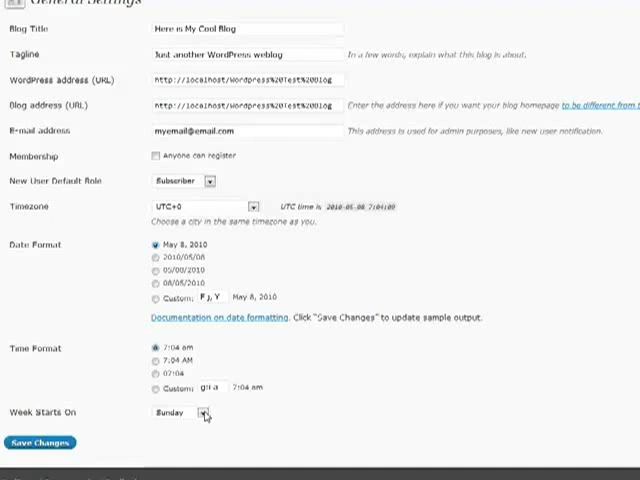 General Settings
Blog Title Here is My Cool Blog
Tagline Just another WordPress weblog In a few words, explain what this blog is about.
WordPress address (URL) http://localhost/Wordpress%20Test%20Blog
Blog address (URL) http://localhost/Wordpress%20Test%20Blog Enter the address here if you want your blog homepage to be different from t
E-mail address myemail@email.com This address is used for admin purposes, like new user notification.
Membership Anyone can register
New User Default Role Subscriber
Timezone UTC+0 UTC time is 2010-05-08 7:04:09
Choose a city in the same timezone as you.
Date Format May 8, 2010
2010/05/08
05/08/2010
08/05/2010
Custom: F j, Y May 8, 2010
Documentation on date formatting. Click "Save Changes" to update sample output.
Time Format 7:04 am
7:04 AM
07:04
Custom: g:i a 7:04 am
Week Starts On Sunday
Save Changes